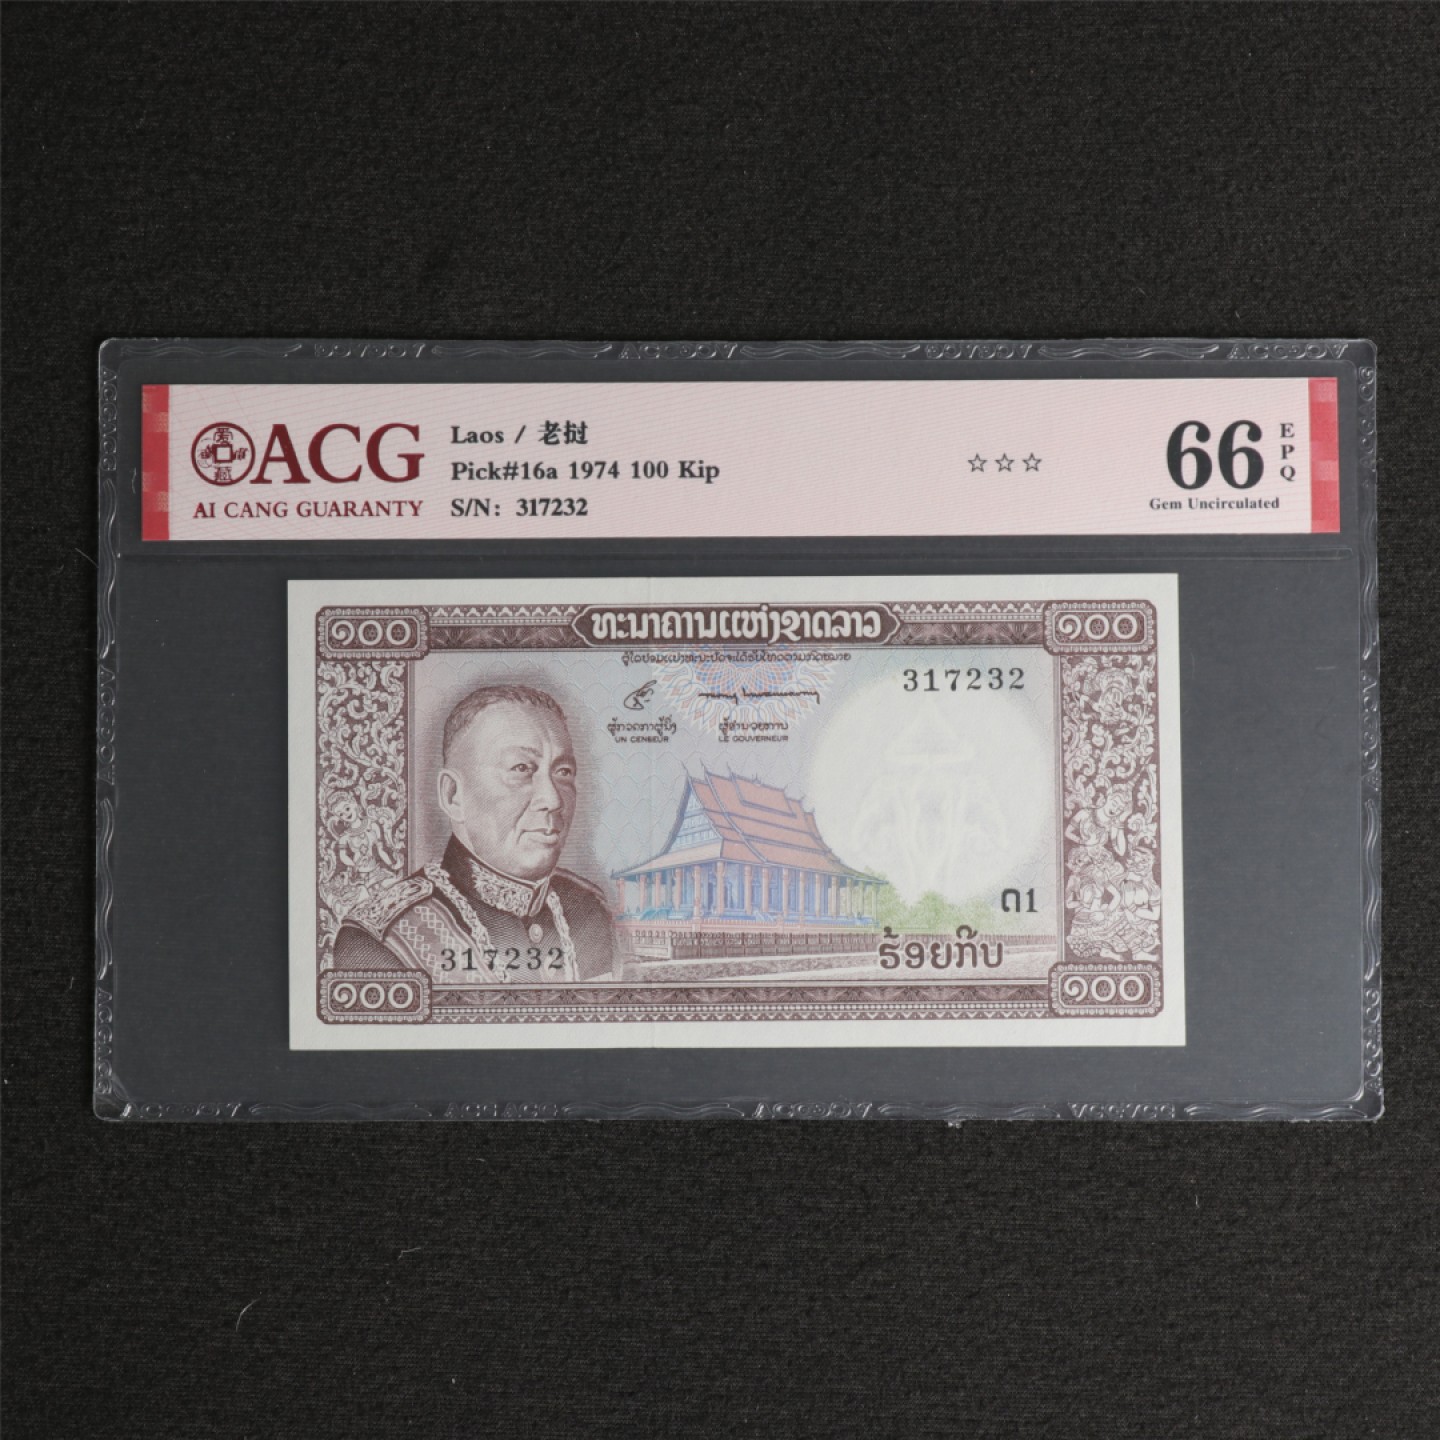 ACG
AI CANG GUARANTY
Laos / 老挝
Pick#16a 1974 100 Kip
S/N: 317232
☆☆☆
66
EPQ
Gem Uncirculated
໑໐໐
ທະນາຄານແຫ່ງຊາດລາວ
໑໐໐
317232
UN CENSEUR
LE GOUVERNEUR
ດ1
317232
ຮ້ອຍກີບ
໑໐໐
໑໐໐